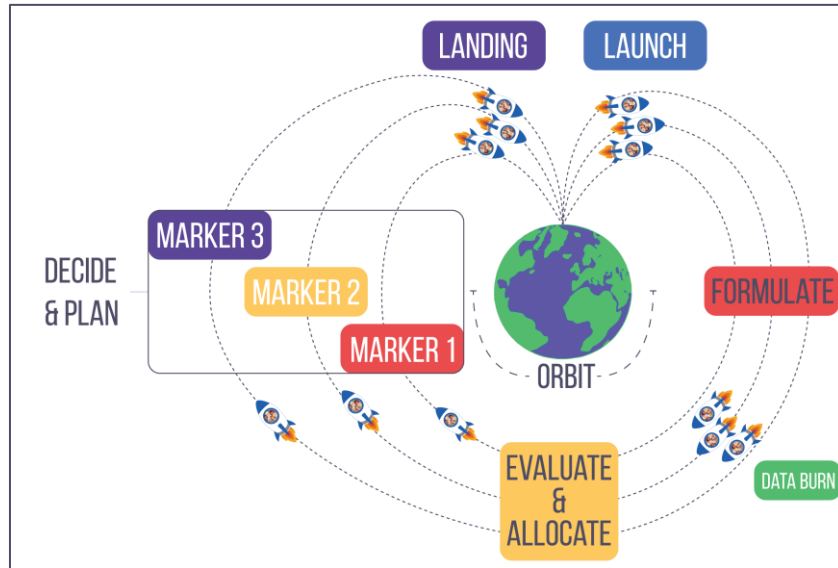 LANDING
LAUNCH
MARKER 3
DECIDE
& PLAN
MARKER 2
FORMULATE
MARKER 1
ORBIT
EVALUATE
&
ALLOCATE
DATA BURN